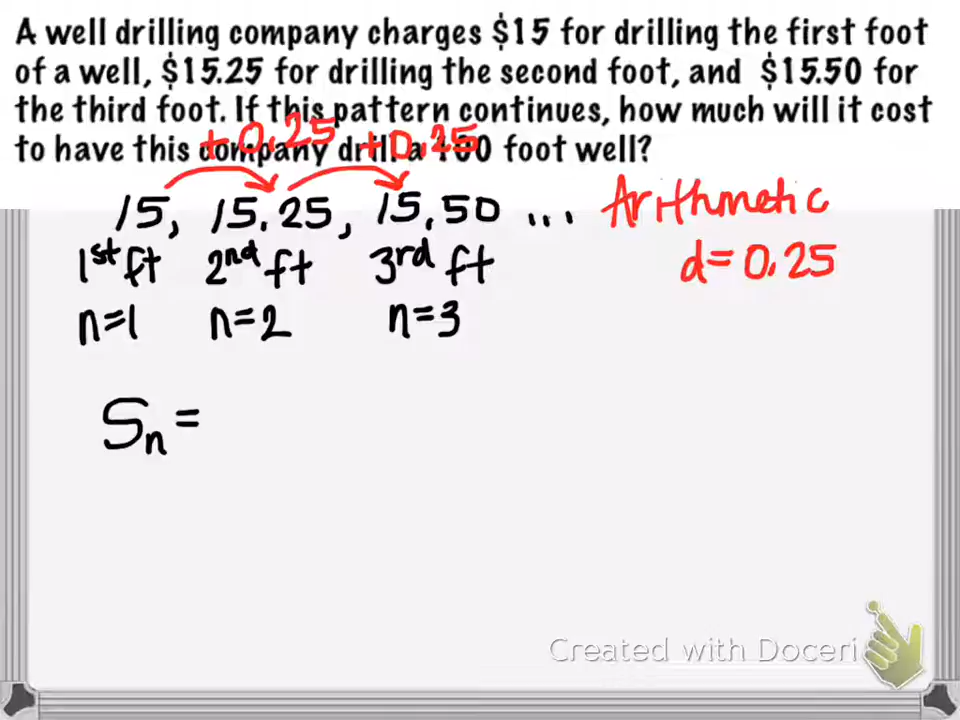 A well drilling company charges $15 for drilling the first foot
of a well, $15.25 for drilling the second foot, and $15.50 for
the third foot. If this pattern continues, how much will it cost
to have this company drill a 100 foot well?
+0.25 +0.25
15, 15.25, 15.50 ... Arithmetic
1st ft 2nd ft 3rd ft d=0.25
n=1 n=2 n=3
Sn=
Created with Doceri